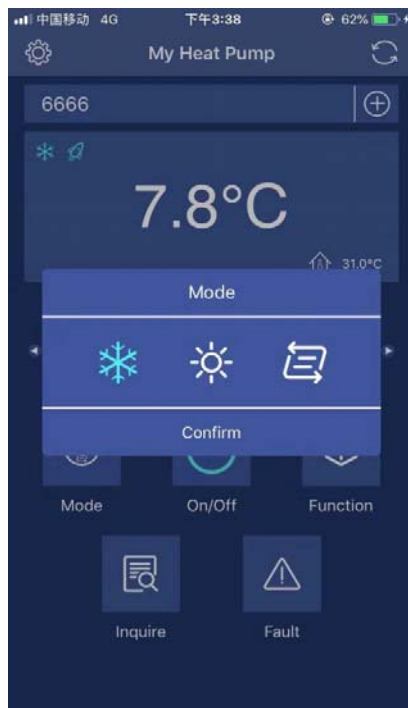 中国移动 4G 下午3:38 62%
My Heat Pump
6666
7.8°C
31.0°C
Mode
Confirm
Mode On/Off Function
Inquire Fault